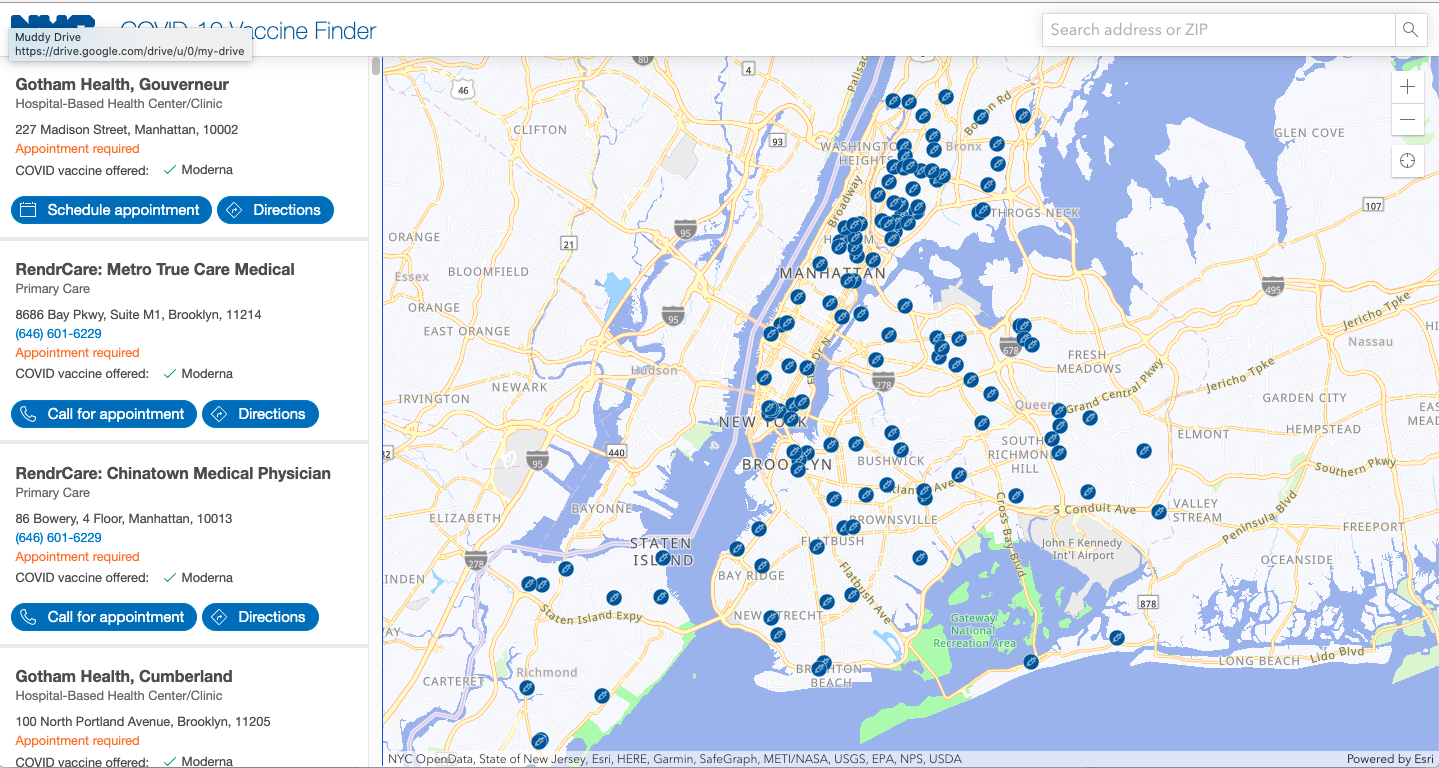 NYC COVID-19 Vaccine Finder
Muddy Drive
https://drive.google.com/drive/u/0/my-drive
Search address or ZIP
Gotham Health, Gouverneur
Hospital-Based Health Center/Clinic
227 Madison Street, Manhattan, 10002
Appointment required
COVID vaccine offered: Moderna
Schedule appointment Directions
RendrCare: Metro True Care Medical
Primary Care
8686 Bay Pkwy, Suite M1, Brooklyn, 11214
(646) 601-6229
Appointment required
COVID vaccine offered: Moderna
Call for appointment Directions
RendrCare: Chinatown Medical Physician
Primary Care
86 Bowery, 4 Floor, Manhattan, 10013
(646) 601-6229
Appointment required
COVID vaccine offered: Moderna
Call for appointment Directions
Gotham Health, Cumberland
Hospital-Based Health Center/Clinic
100 North Portland Avenue, Brooklyn, 11205
Appointment required
COVID vaccine offered: Moderna
80
4
46
CLIFTON
93
Boston Rd
GLEN COVE
WASHINGTON
HEIGHTS
Bronx
107
THROGS NECK
Broadway
95
ORANGE
21
Essex
BLOOMFIELD
MANHATTAN
495
ORANGE
95
EAST ORANGE
Jericho Tpke
678
Nassau
FRESH
MEADOWS
Hudson
278
NEWARK
Grand Central Pkwy
Jericho Tpke
IRVINGTON
Queens
GARDEN CITY
NEW YORK
ELMONT
HEMPSTEAD
SOUTH
RICHMOND
HILL
440
95
BROOKLYN
BUSHWICK
Southern Pkwy
Atlantic Ave
BAYONNE
Cross Bay Blvd
S Conduit Ave
VALLEY
STREAM
Peninsula Blvd
ELIZABETH
BROWNSVILLE
FREEPORT
STATEN
ISLAND
FLATBUSH
John F Kennedy
Int'l Airport
OCEANSIDE
278
BAY RIDGE
Flatbush Ave
878
Staten Island Expy
NEW UTRECHT
Gateway
National
Recreation Area
Richmond
BRIGHTON
BEACH
LONG BEACH
Lido Blvd
CARTERET
NYC OpenData, State of New Jersey, Esri, HERE, Garmin, SafeGraph, METI/NASA, USGS, EPA, NPS, USDA
Powered by Esri